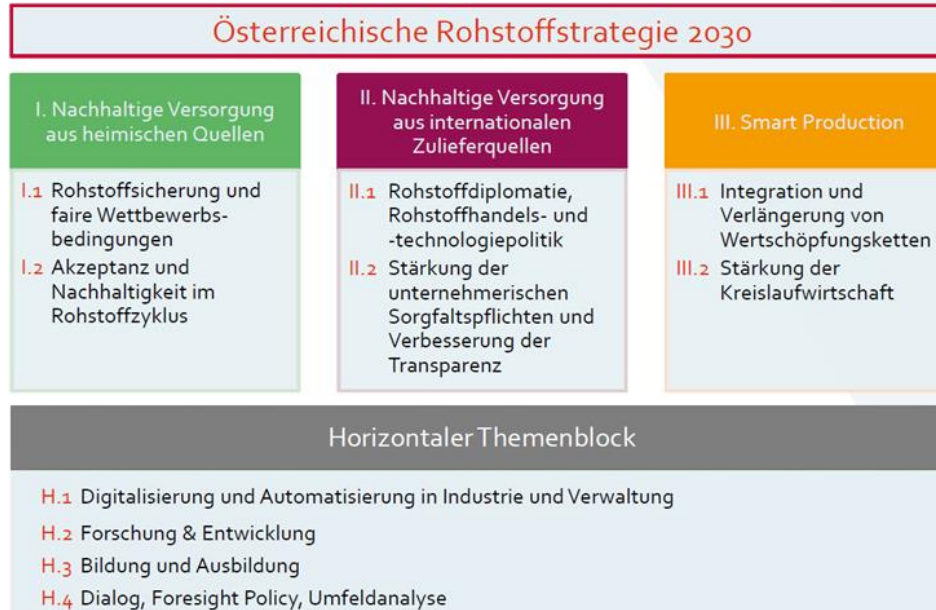 Österreichische Rohstoffstrategie 2030
I. Nachhaltige Versorgung
aus heimischen Quellen
I.1 Rohstoffsicherung und
faire Wettbewerbs-
bedingungen
I.2 Akzeptanz und
Nachhaltigkeit im
Rohstoffzyklus
II. Nachhaltige Versorgung
aus internationalen
Zulieferquellen
II.1 Rohstoffdiplomatie,
Rohstoffhandels- und
-technologiepolitik
II.2 Stärkung der
unternehmerischen
Sorgfaltspflichten und
Verbesserung der
Transparenz
III. Smart Production
III.1 Integration und
Verlängerung von
Wertschöpfungsketten
III.2 Stärkung der
Kreislaufwirtschaft
Horizontaler Themenblock
H.1 Digitalisierung und Automatisierung in Industrie und Verwaltung
H.2 Forschung & Entwicklung
H.3 Bildung und Ausbildung
H.4 Dialog, Foresight Policy, Umfeldanalyse